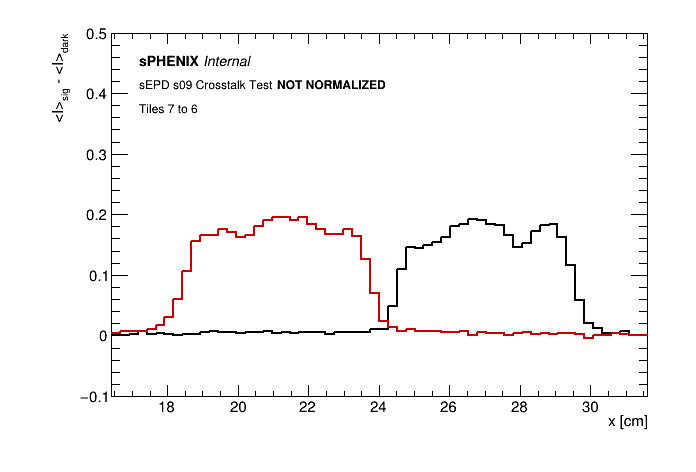 0.5
<I>sig - <I>dark
sPHENIX Internal
sEPD s09 Crosstalk Test NOT NORMALIZED
0.4
Tiles 7 to 6
0.3
0.2
0.1
0
−0.1
18 20 22 24 26 28 30
x [cm]